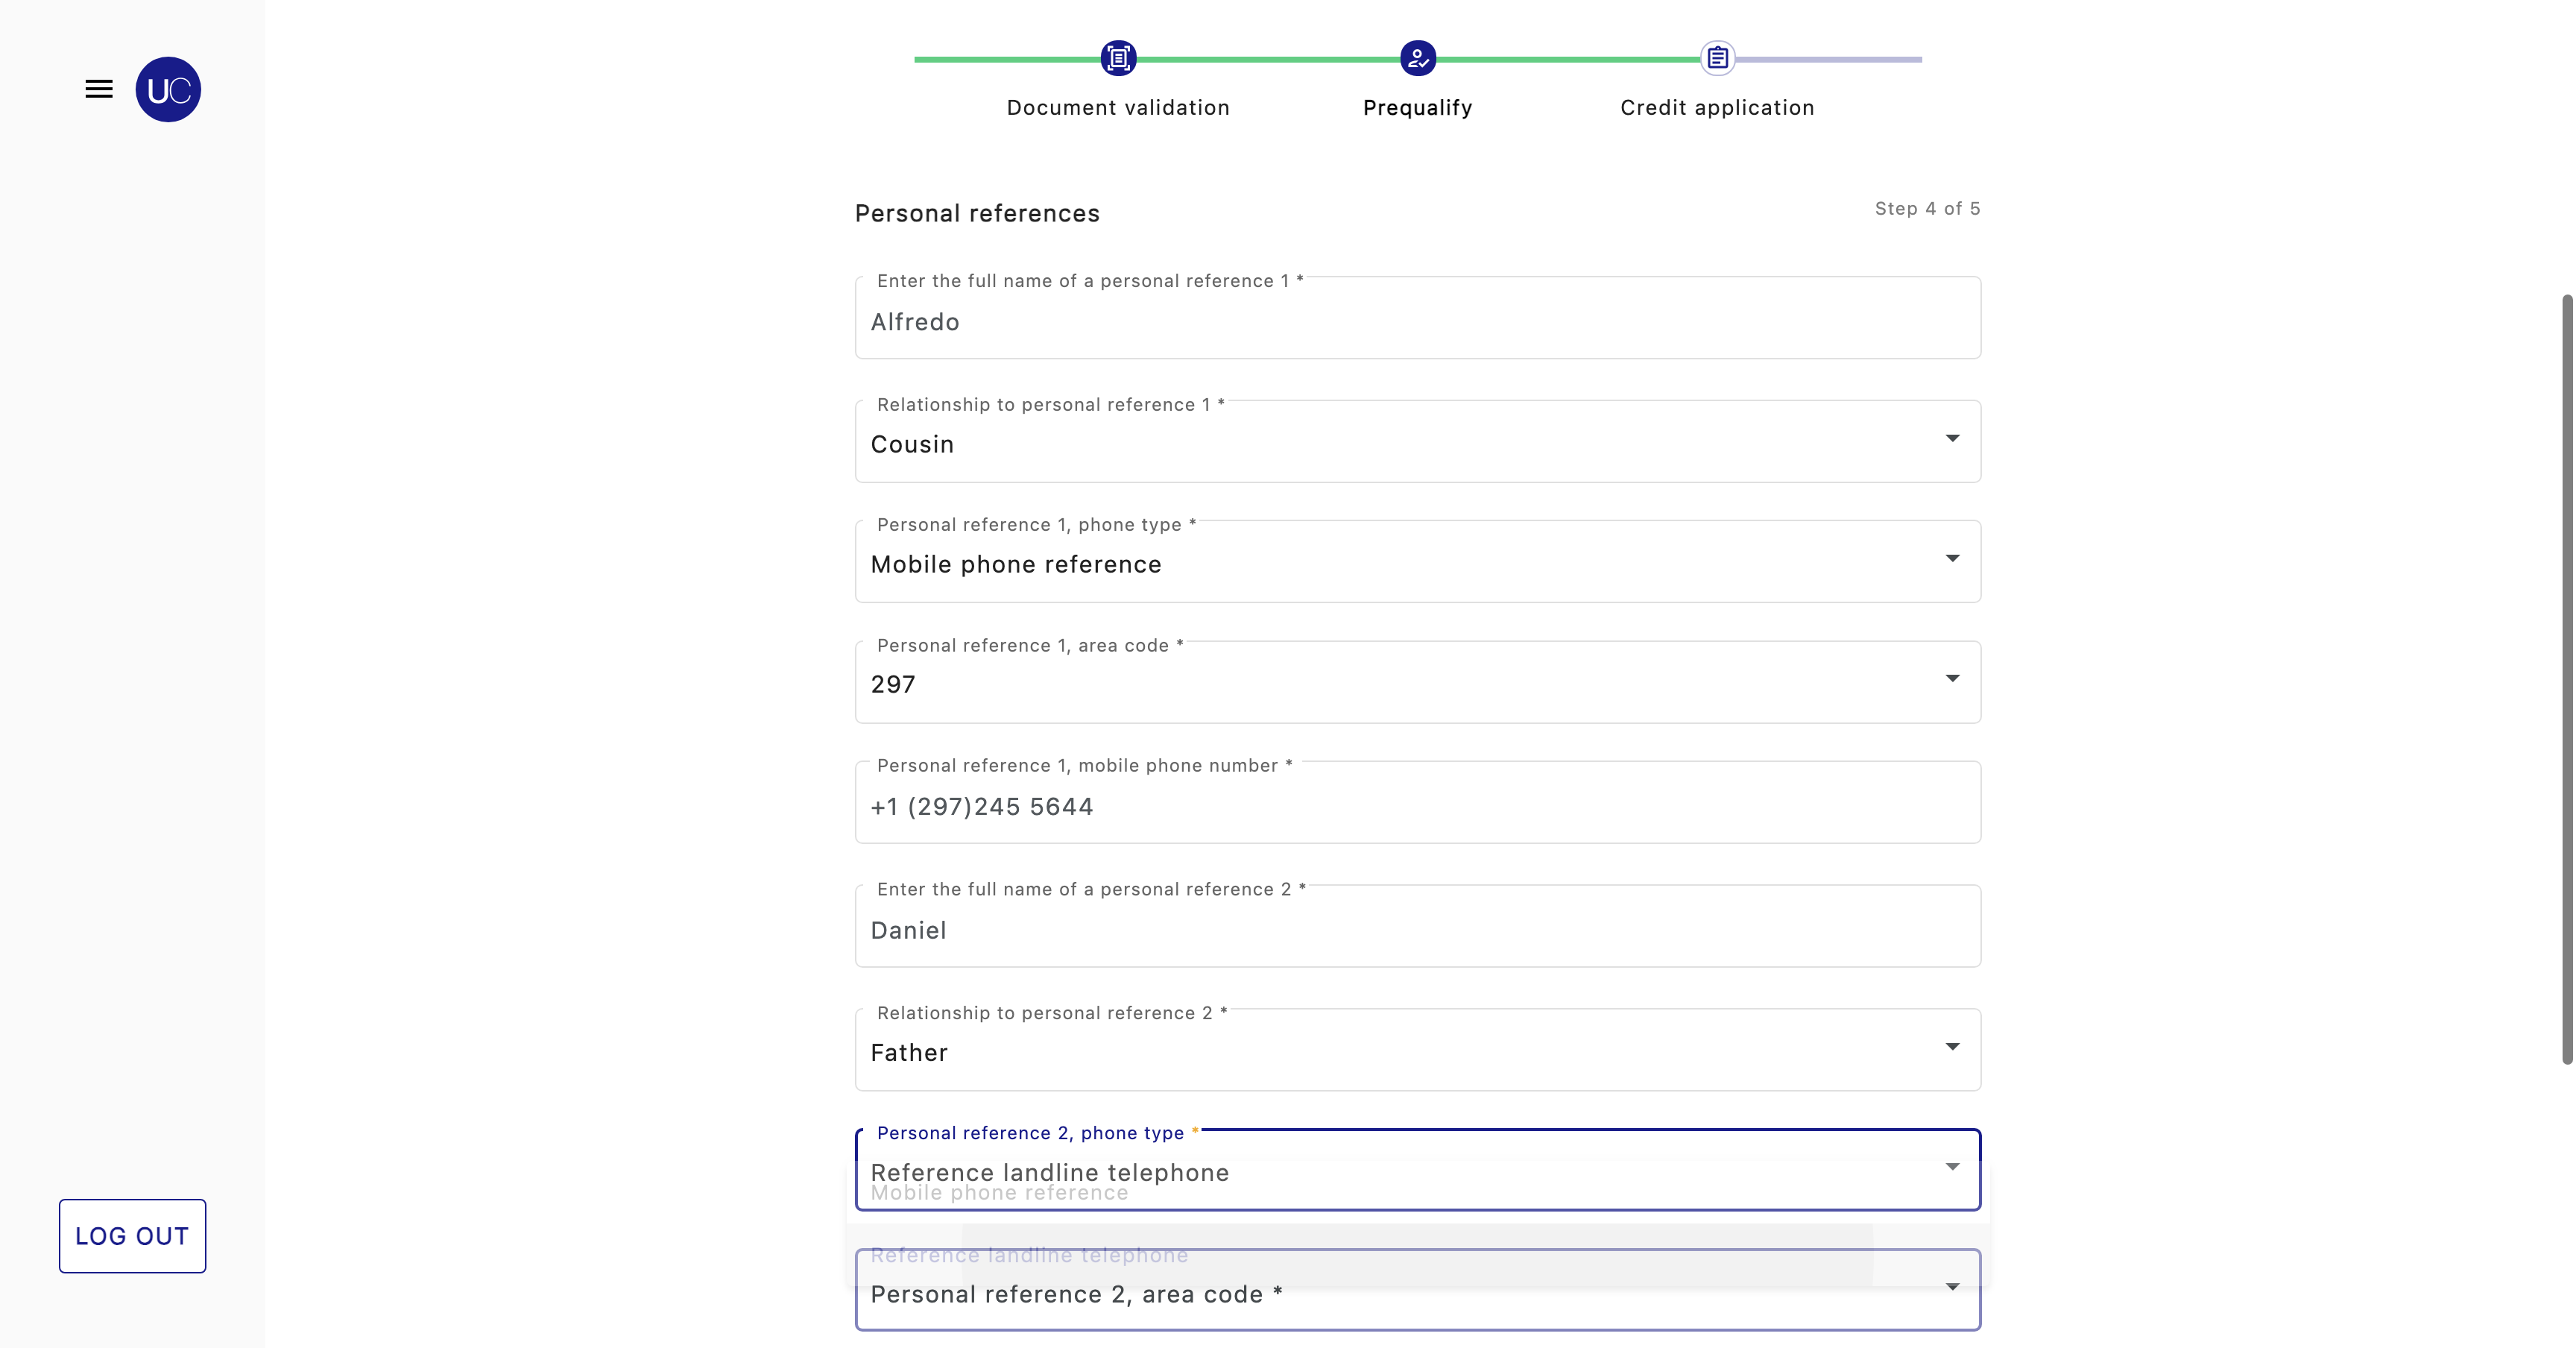 UC
Document validation
Prequalify
Credit application
Personal references
Step 4 of 5
Enter the full name of a personal reference 1 *
Alfredo
Relationship to personal reference 1 *
Cousin
Personal reference 1, phone type *
Mobile phone reference
Personal reference 1, area code *
297
Personal reference 1, mobile phone number *
+1 (297)245 5644
Enter the full name of a personal reference 2 *
Daniel
Relationship to personal reference 2 *
Father
Personal reference 2, phone type *
Reference landline telephone
Mobile phone reference
Reference landline telephone
Personal reference 2, area code *
LOG OUT